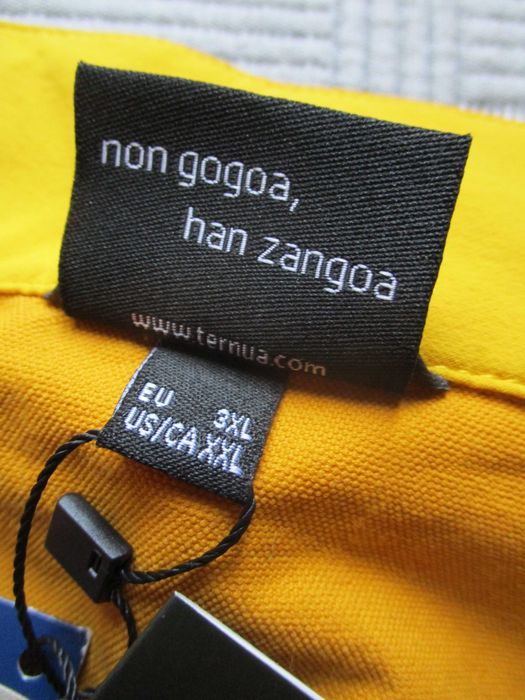 non gogoa,
han zangoa
www.ternua.com
EU 3XL
US/CA XXL